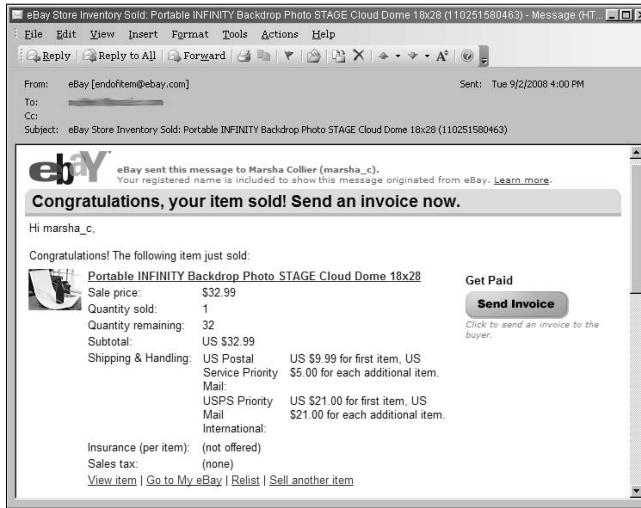 eBay Store Inventory Sold: Portable INFINITY Backdrop Photo STAGE Cloud Dome 18x28 (110251580463) - Message (HT...
File Edit View Insert Format Tools Actions Help
Reply Reply to All Forward
From: eBay [endofitem@ebay.com] Sent: Tue 9/2/2008 4:00 PM
To:
Cc:
Subject: eBay Store Inventory Sold: Portable INFINITY Backdrop Photo STAGE Cloud Dome 18x28 (110251580463)
ebY eBay sent this message to Marsha Collier (marsha_c).
Your registered name is included to show this message originated from eBay. Learn more.
Congratulations, your item sold! Send an invoice now.
Hi marsha_c,
Congratulations! The following item just sold:
Portable INFINITY Backdrop Photo STAGE Cloud Dome 18x28
Sale price: $32.99
Quantity sold: 1
Quantity remaining: 32
Subtotal: US $32.99
Shipping & Handling: US Postal US $9.99 for first item, US
Service Priority $5.00 for each additional item.
Mail:
USPS Priority US $21.00 for first item, US
Mail $21.00 for each additional item.
International:
Insurance (per item): (not offered)
Sales tax: (none)
View item | Go to My eBay | Relist | Sell another item
Get Paid
Send Invoice
Click to send an invoice to the
buyer.